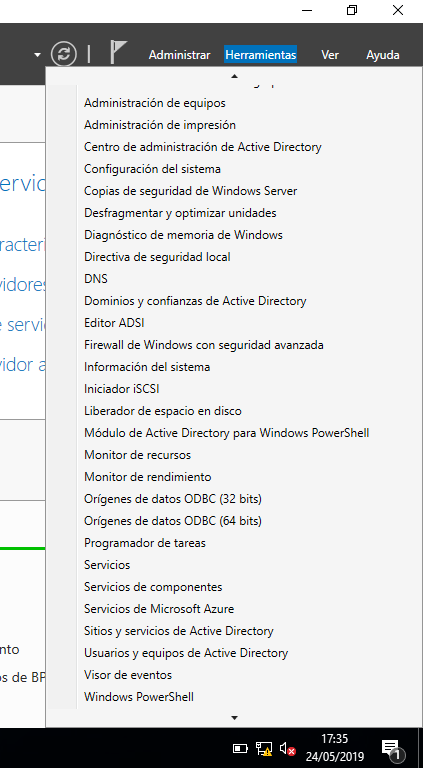 Administrar Herramientas Ver Ayuda
Administración de equipos
Administración de impresión
Centro de administración de Active Directory
Configuración del sistema
Copias de seguridad de Windows Server
Desfragmentar y optimizar unidades
Diagnóstico de memoria de Windows
Directiva de seguridad local
DNS
Dominios y confianzas de Active Directory
Editor ADSI
Firewall de Windows con seguridad avanzada
Información del sistema
Iniciador iSCSI
Liberador de espacio en disco
Módulo de Active Directory para Windows PowerShell
Monitor de recursos
Monitor de rendimiento
Orígenes de datos ODBC (32 bits)
Orígenes de datos ODBC (64 bits)
Programador de tareas
Servicios
Servicios de componentes
Servicios de Microsoft Azure
Sitios y servicios de Active Directory
Usuarios y equipos de Active Directory
Visor de eventos
Windows PowerShell
ervic
racterí
vidores
e servi
vidor a
nto
os de BP
17:35
24/05/2019
1